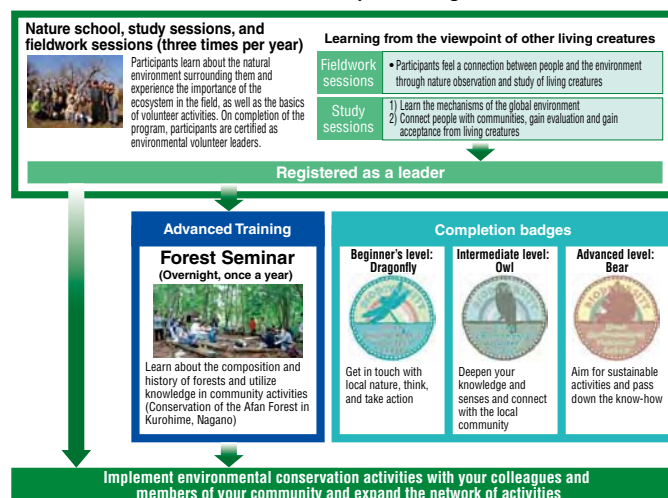 Nature school, study sessions, and
fieldwork sessions (three times per year)
Participants learn about the natural
environment surrounding them and
experience the importance of the
ecosystem in the field, as well as the basics
of volunteer activities. On completion of the
program, participants are certified as
environmental volunteer leaders.
Learning from the viewpoint of other living creatures
Fieldwork
sessions
• Participants feel a connection between people and the environment
through nature observation and study of living creatures
Study
sessions
1) Learn the mechanisms of the global environment
2) Connect people with communities, gain evaluation and gain
acceptance from living creatures
Registered as a leader
Advanced Training
Forest Seminar
(Overnight, once a year)
Learn about the composition and
history of forests and utilize
knowledge in community activities
(Conservation of the Afan Forest in
Kurohime, Nagano)
Completion badges
Beginner's level:
Dragonfly
Get in touch with
local nature, think,
and take action
Intermediate level:
Owl
Deepen your
knowledge and
senses and connect
with the local
community
Advanced level:
Bear
Aim for sustainable
activities and pass
down the know-how
Implement environmental conservation activities with your colleagues and
members of your community and expand the network of activities